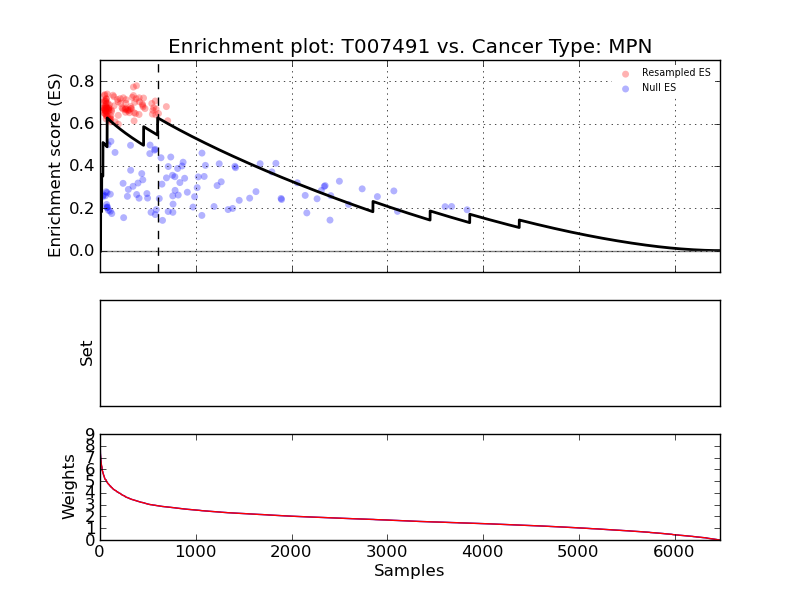 Enrichment plot: T007491 vs. Cancer Type: MPN
Enrichment score (ES)
0.8
0.6
0.4
0.2
0.0
Resampled ES
Null ES
Set
Weights
9
8
7
6
5
4
3
2
1
0
0 1000 2000 3000 4000 5000 6000
Samples